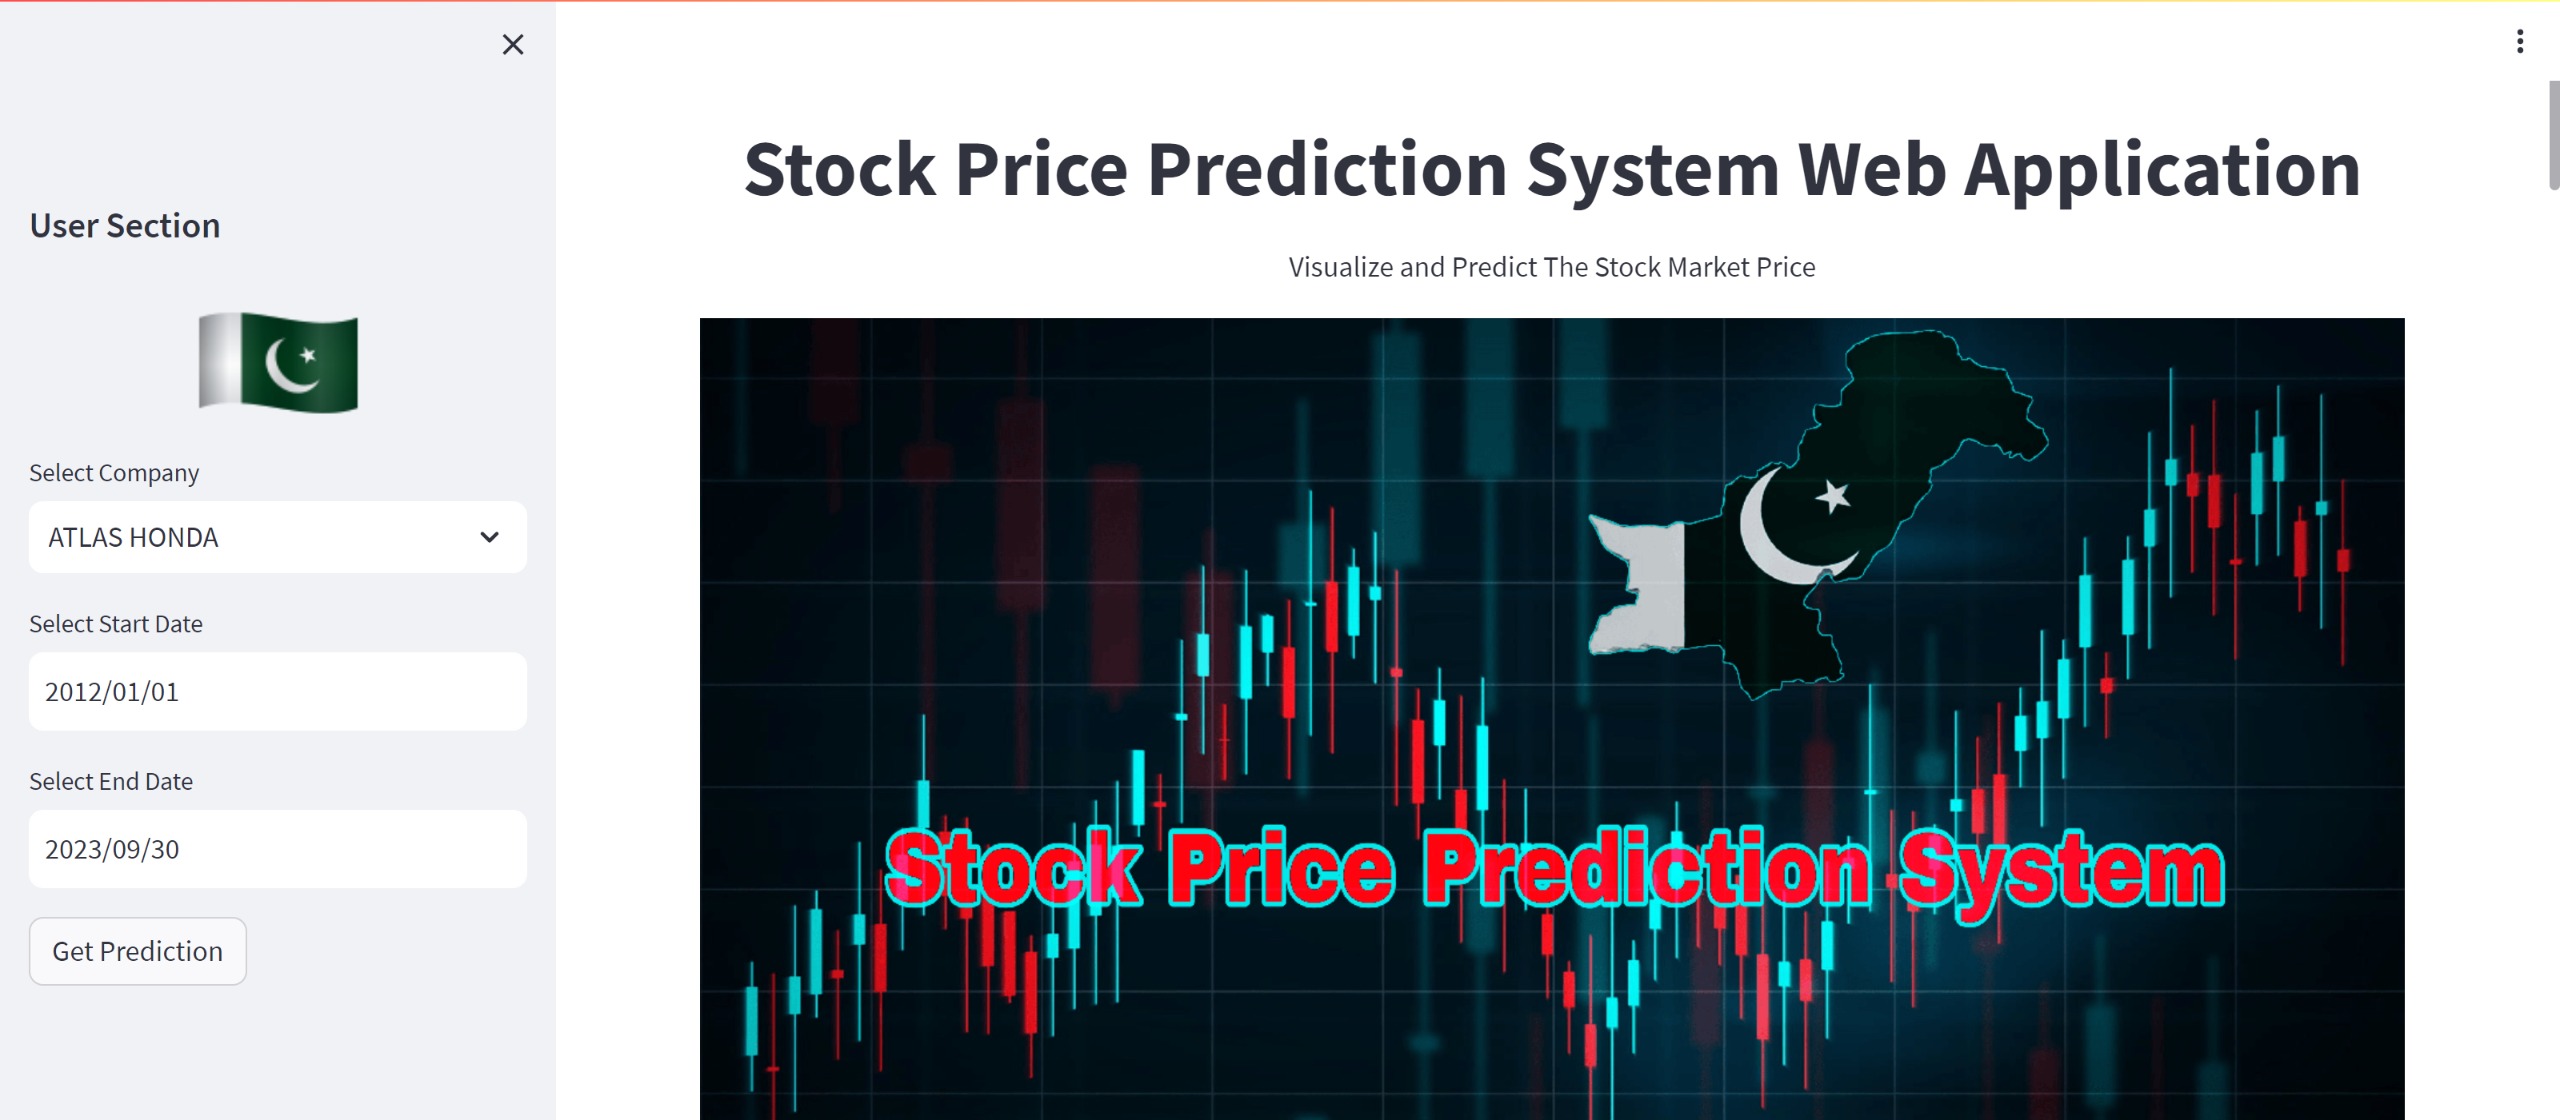 User Section
Select Company
ATLAS HONDA
Select Start Date
2012/01/01
Select End Date
2023/09/30
Get Prediction
Stock Price Prediction System Web Application
Visualize and Predict The Stock Market Price
Stock Price Prediction System